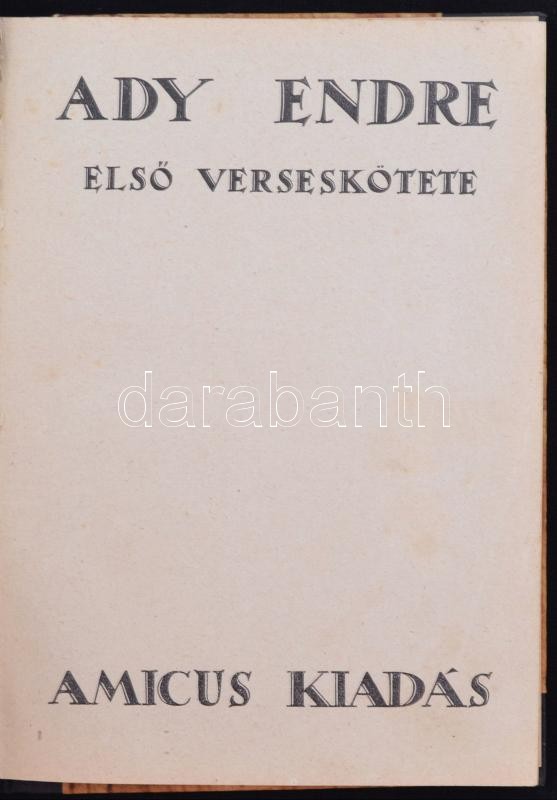 ADY ENDRE
ELSŐ VERSESKÖTETE
darabanth
AMICUS KIADÁS